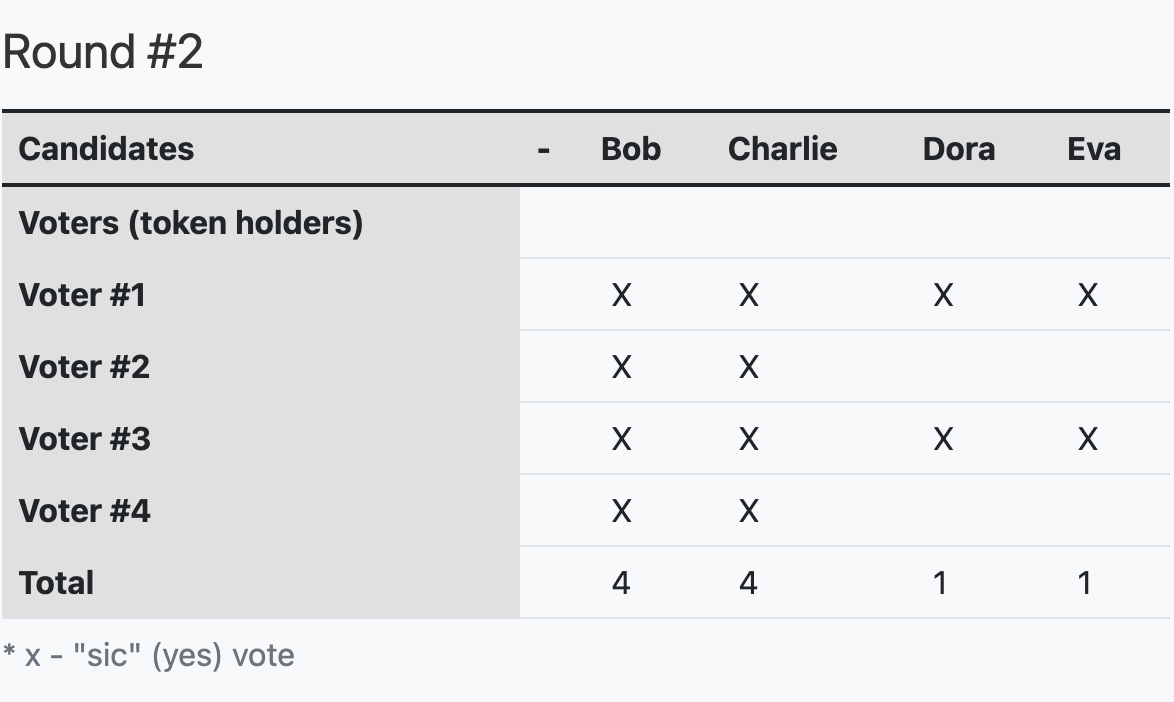 Round #2
Candidates - Bob Charlie Dora Eva
Voters (token holders)
Voter #1 X X X X
Voter #2 X X
Voter #3 X X X X
Voter #4 X X
Total 4 4 1 1
* x - "sic" (yes) vote